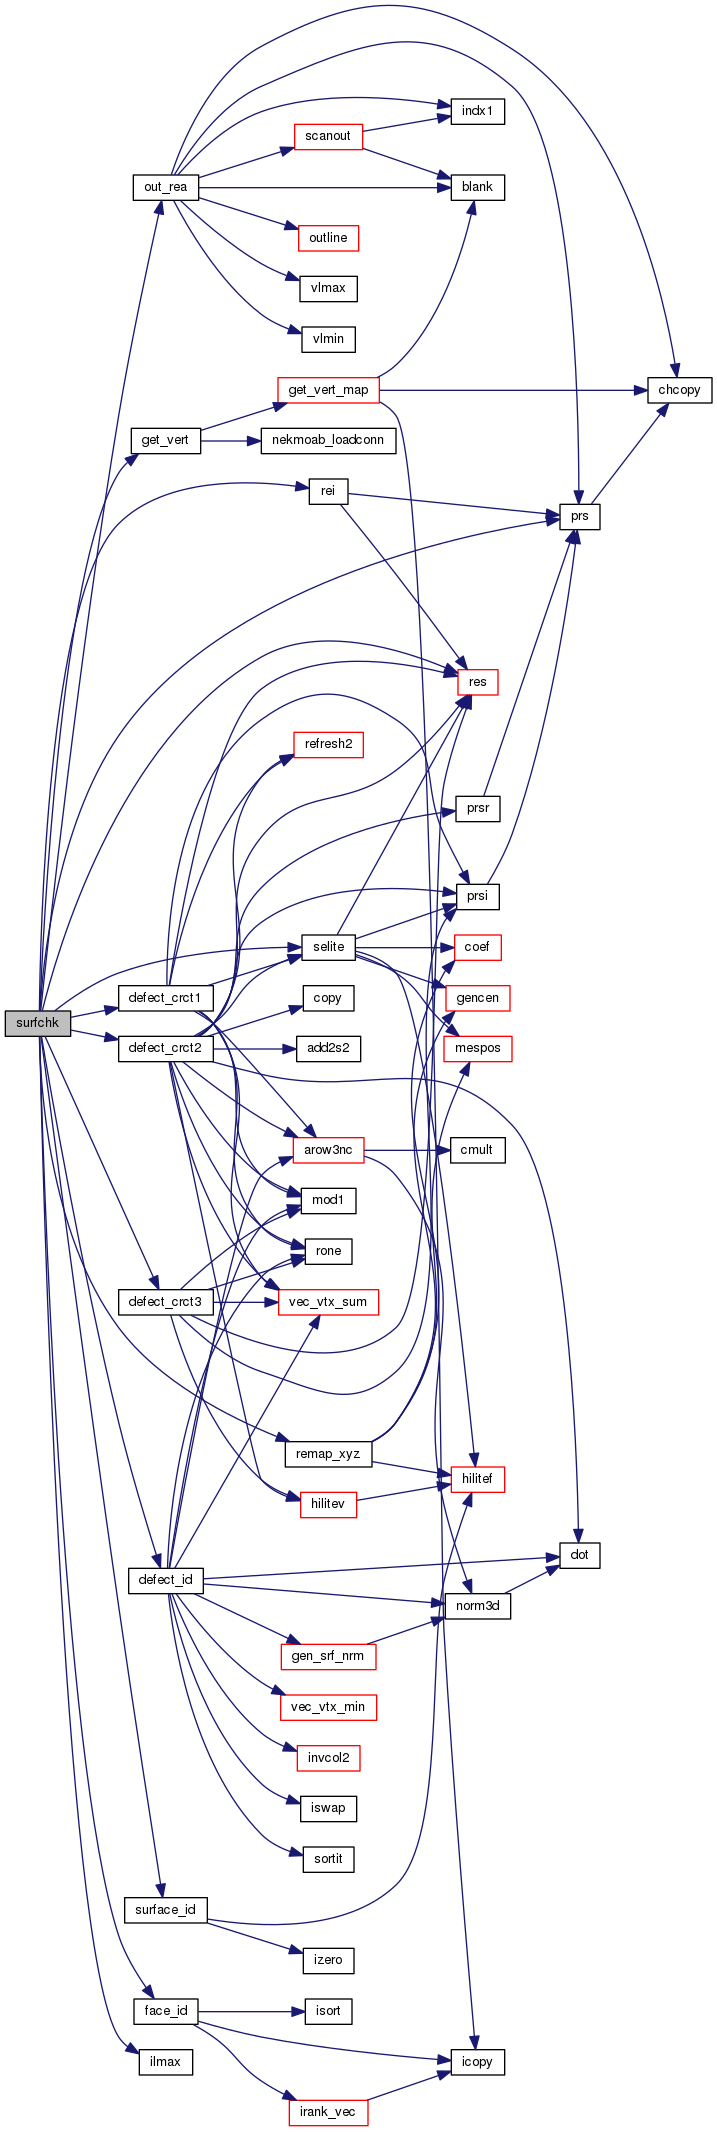 indx1
scanout
out_rea
blank
outline
vlmax
vlmin
get_vert_map
chcopy
get_vert
nekmoab_loadconn
rei
prs
res
refresh2
prsr
prsi
selite
coef
defect_crct1
copy
gencen
surfchk
defect_crct2
add2s2
mespos
arow3nc
cmult
mod1
rone
defect_crct3
vec_vtx_sum
remap_xyz
hilitef
hilitev
dot
defect_id
norm3d
gen_srf_nrm
vec_vtx_min
invcol2
iswap
sortit
surface_id
izero
face_id
isort
ilmax
icopy
irank_vec